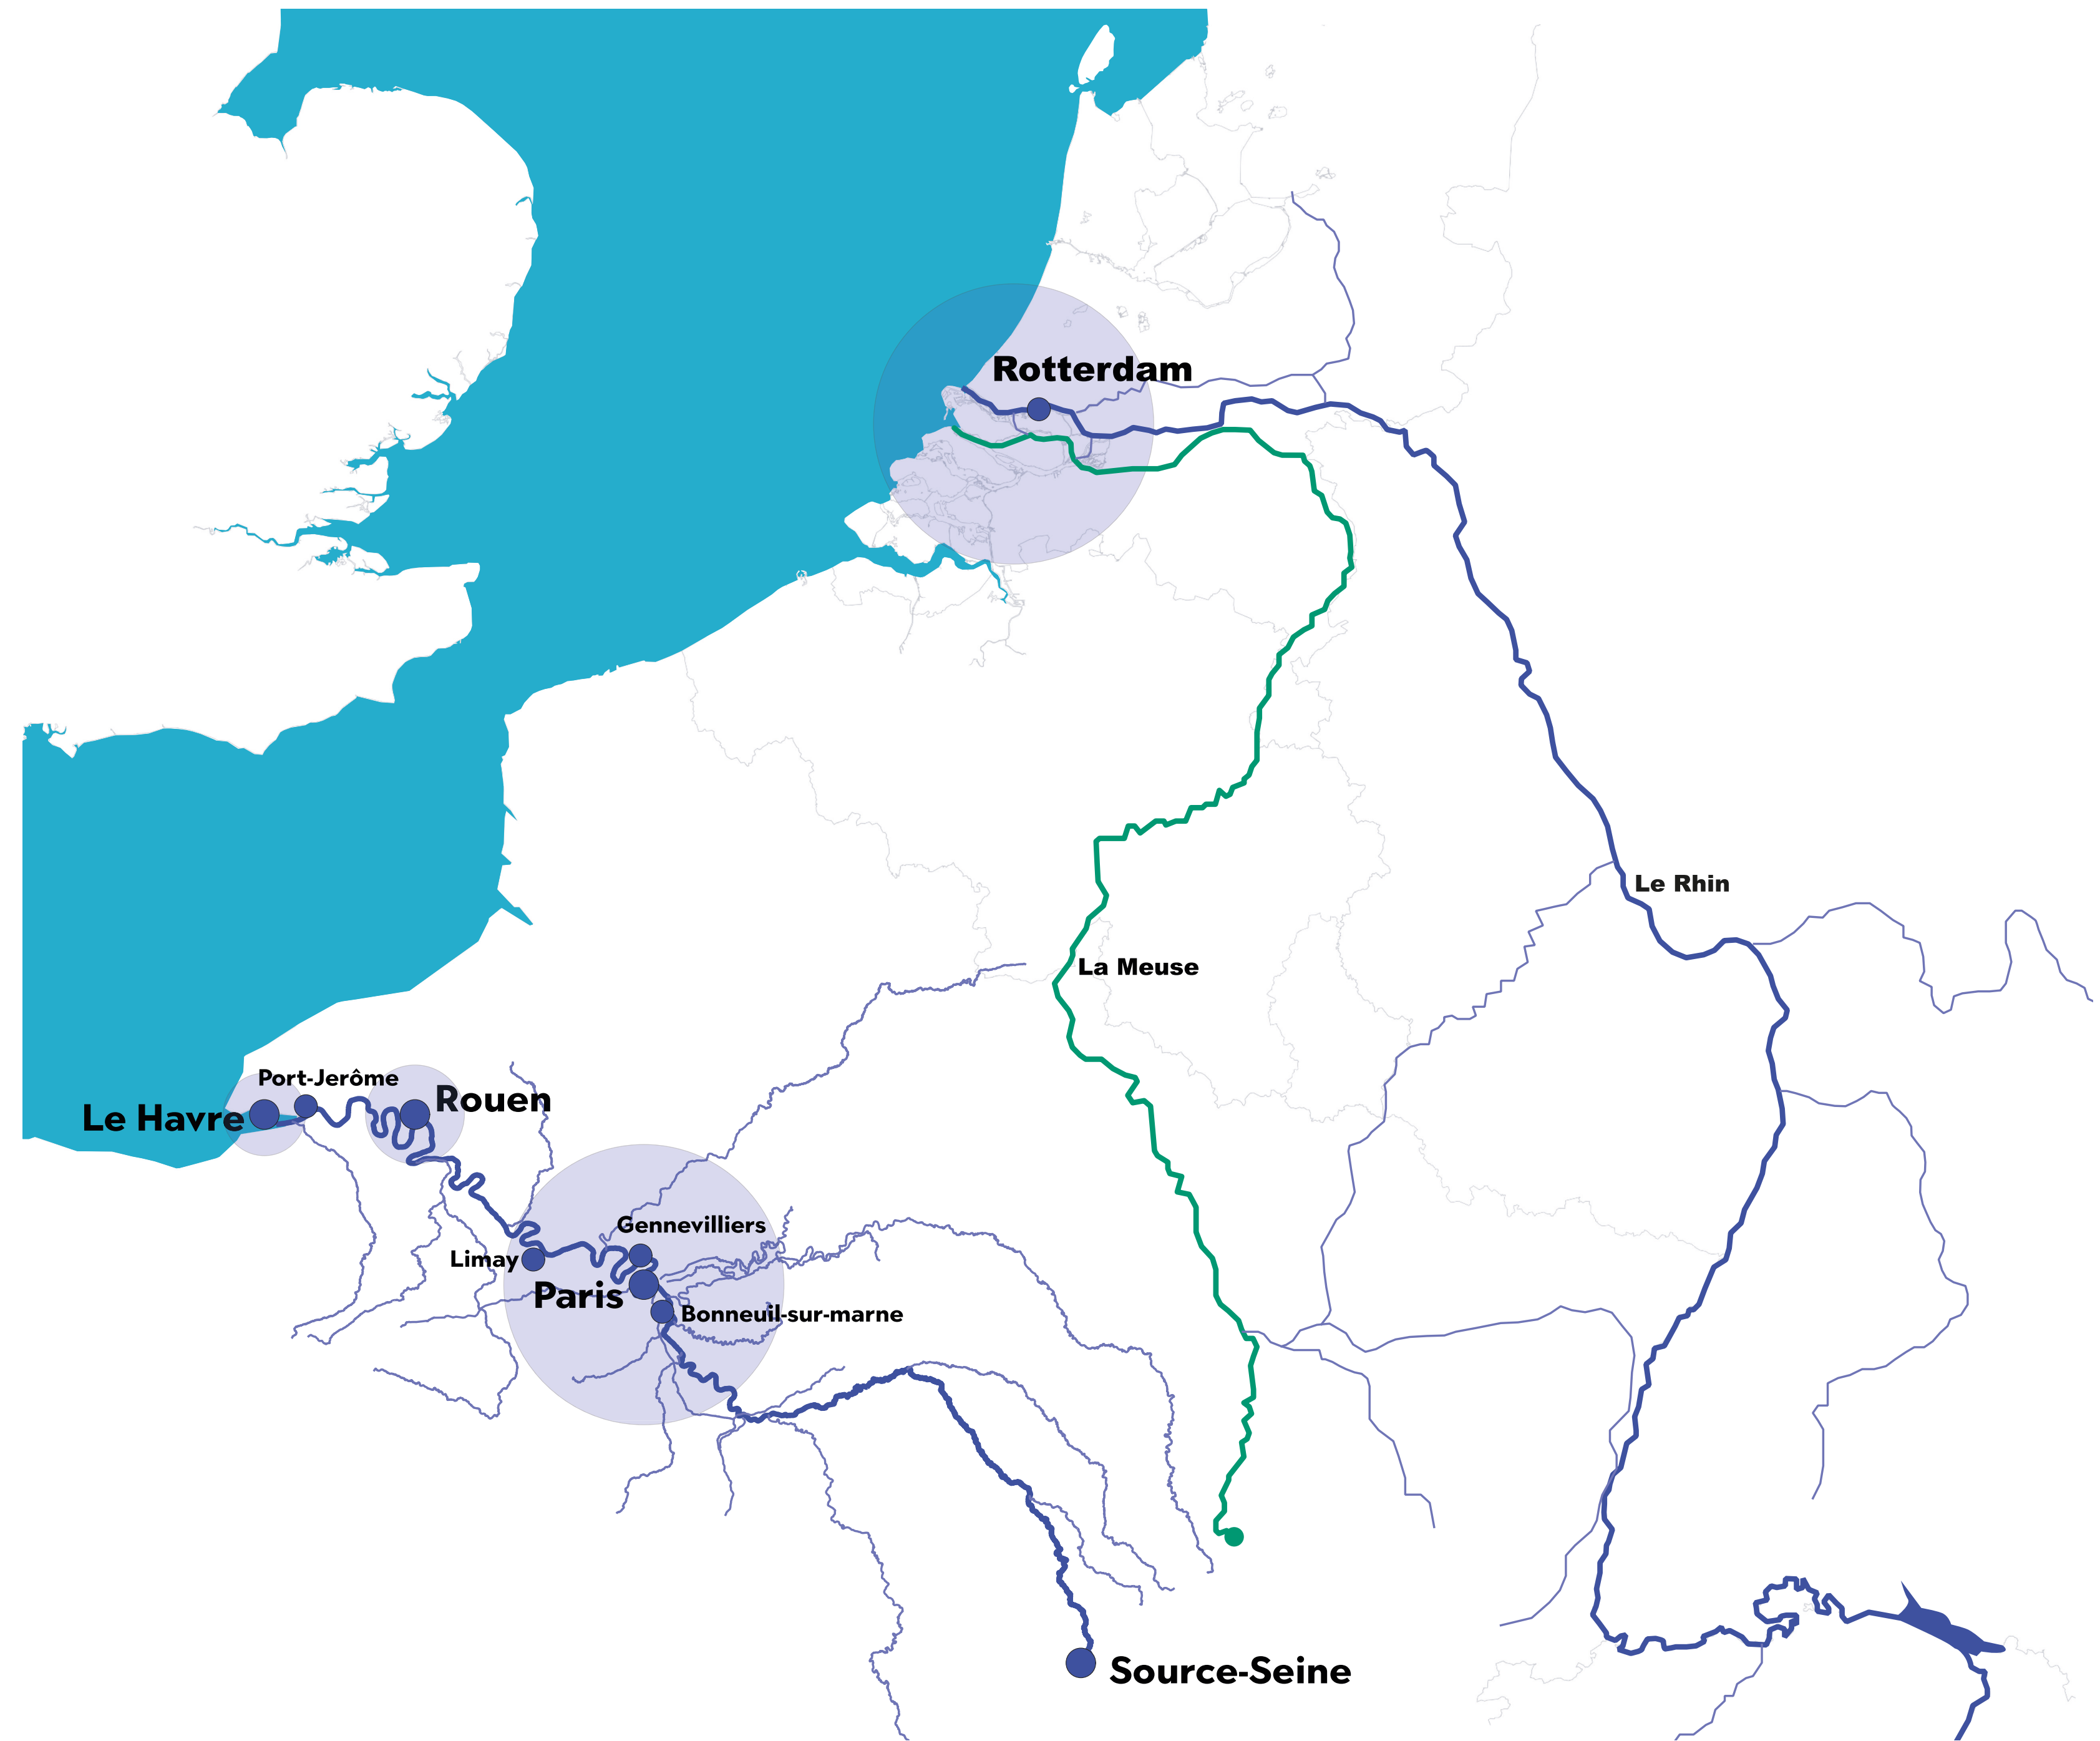 Rotterdam
Le Rhin
La Meuse
Port-Jerôme
Rouen
Le Havre
Gennevilliers
Limay
Paris
Bonneuil-sur-marne
Source-Seine